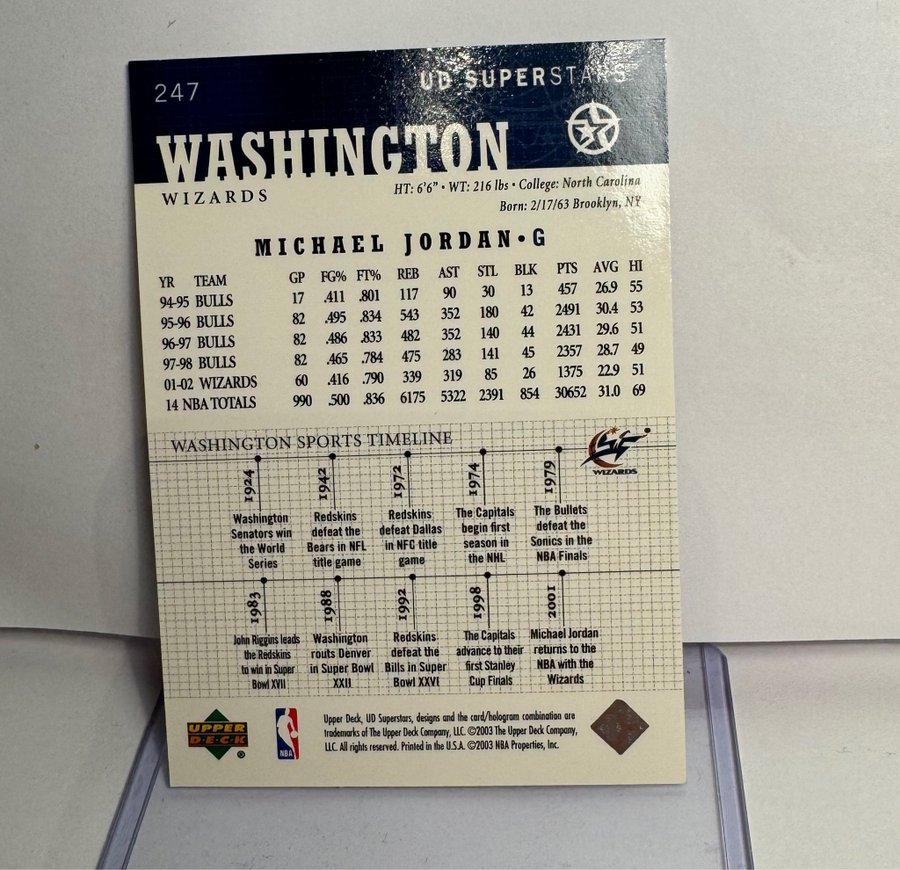 247
UD SUPERSTARS
WASHINGTON
WIZARDS
HT: 6'6" • WT: 216 lbs • College: North Carolina
Born: 2/17/63 Brooklyn, NY
MICHAEL JORDAN • G
YR TEAM GP FG% FT% REB AST STL BLK PTS AVG HI
94-95 BULLS 17 .411 .801 117 90 30 13 457 26.9 55
95-96 BULLS 82 .495 .834 543 352 180 42 2491 30.4 53
96-97 BULLS 82 .486 .833 482 352 140 44 2431 29.6 51
97-98 BULLS 82 .465 .784 475 283 141 45 2357 28.7 49
01-02 WIZARDS 60 .416 .790 339 319 85 26 1375 22.9 51
14 NBA TOTALS 990 .500 .836 6175 5322 2391 854 30652 31.0 69
WASHINGTON SPORTS TIMELINE
WIZARDS
1924
Washington
Senators win
the World
Series
1942
Redskins
defeat the
Bears in NFL
title game
1972
Redskins
defeat Dallas
in NFC title
game
1974
The Capitals
begin first
season in
the NHL
1979
The Bullets
defeat the
Sonics in the
NBA Finals
1983
John Riggins leads
the Redskins
to win in Super
Bowl XVII
1988
Washington
routs Denver
in Super Bowl
XXII
1992
Redskins
defeat the
Bills in Super
Bowl XXVI
1998
The Capitals
advance to their
first Stanley
Cup Finals
2001
Michael Jordan
returns to the
NBA with the
Wizards
UPPER
DECK
®
NBA
Upper Deck, UD Superstars, designs and the card/hologram combination are
trademarks of The Upper Deck Company, LLC. ©2003 The Upper Deck Company,
LLC. All rights reserved. Printed in the U.S.A. ©2003 NBA Properties, Inc.